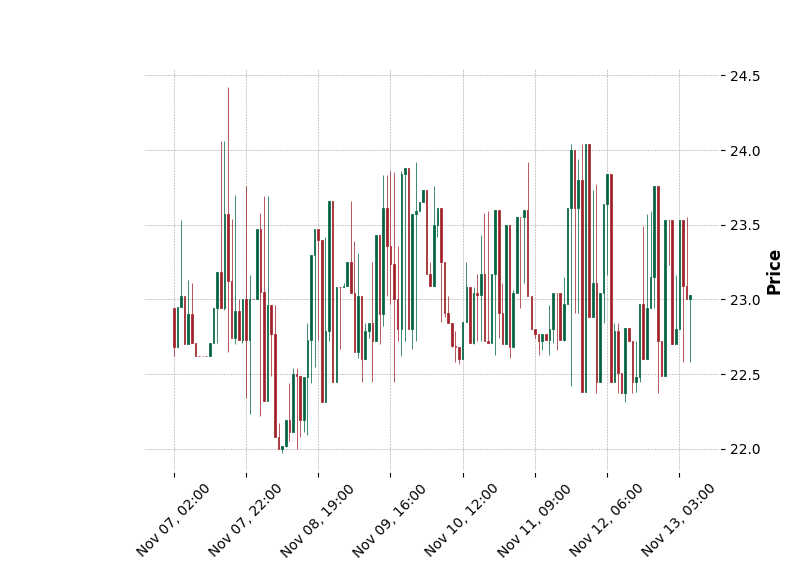 24.5
24.0
23.5
23.0
22.5
22.0
Price
Nov 07, 02:00
Nov 07, 22:00
Nov 08, 19:00
Nov 09, 16:00
Nov 10, 12:00
Nov 11, 09:00
Nov 12, 06:00
Nov 13, 03:00